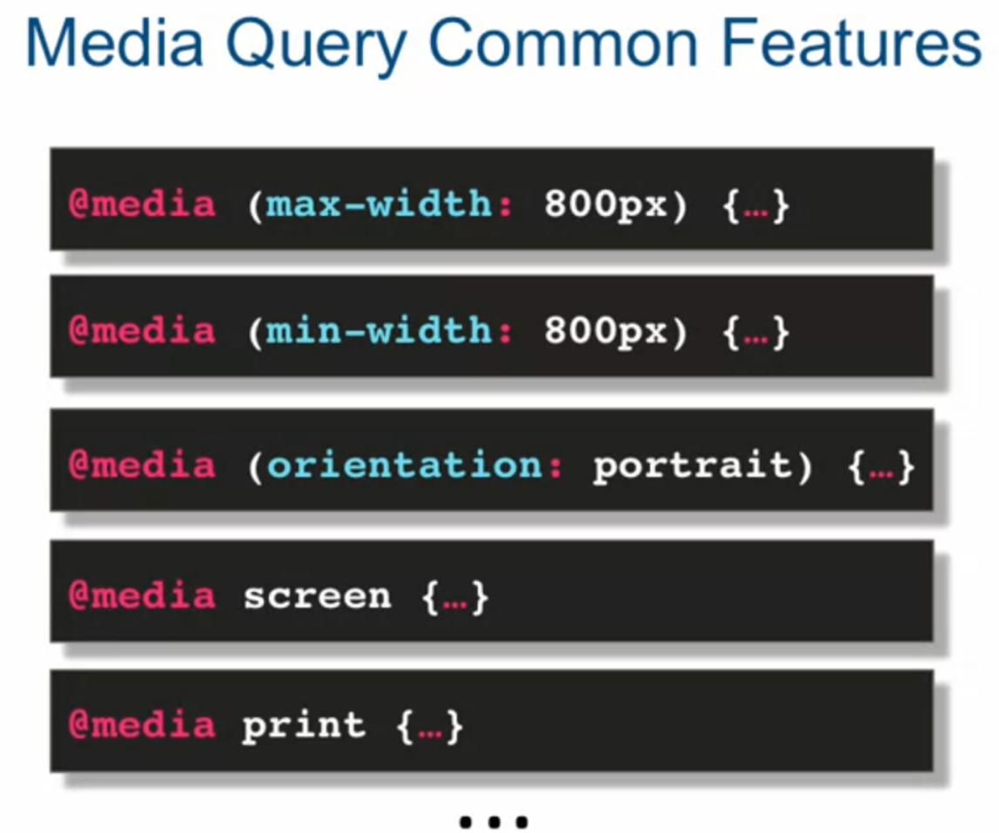 Media Query Common Features
@media (max-width: 800px) {…}
@media (min-width: 800px) {…}
@media (orientation: portrait) {…}
@media screen {…}
@media print {…}
...